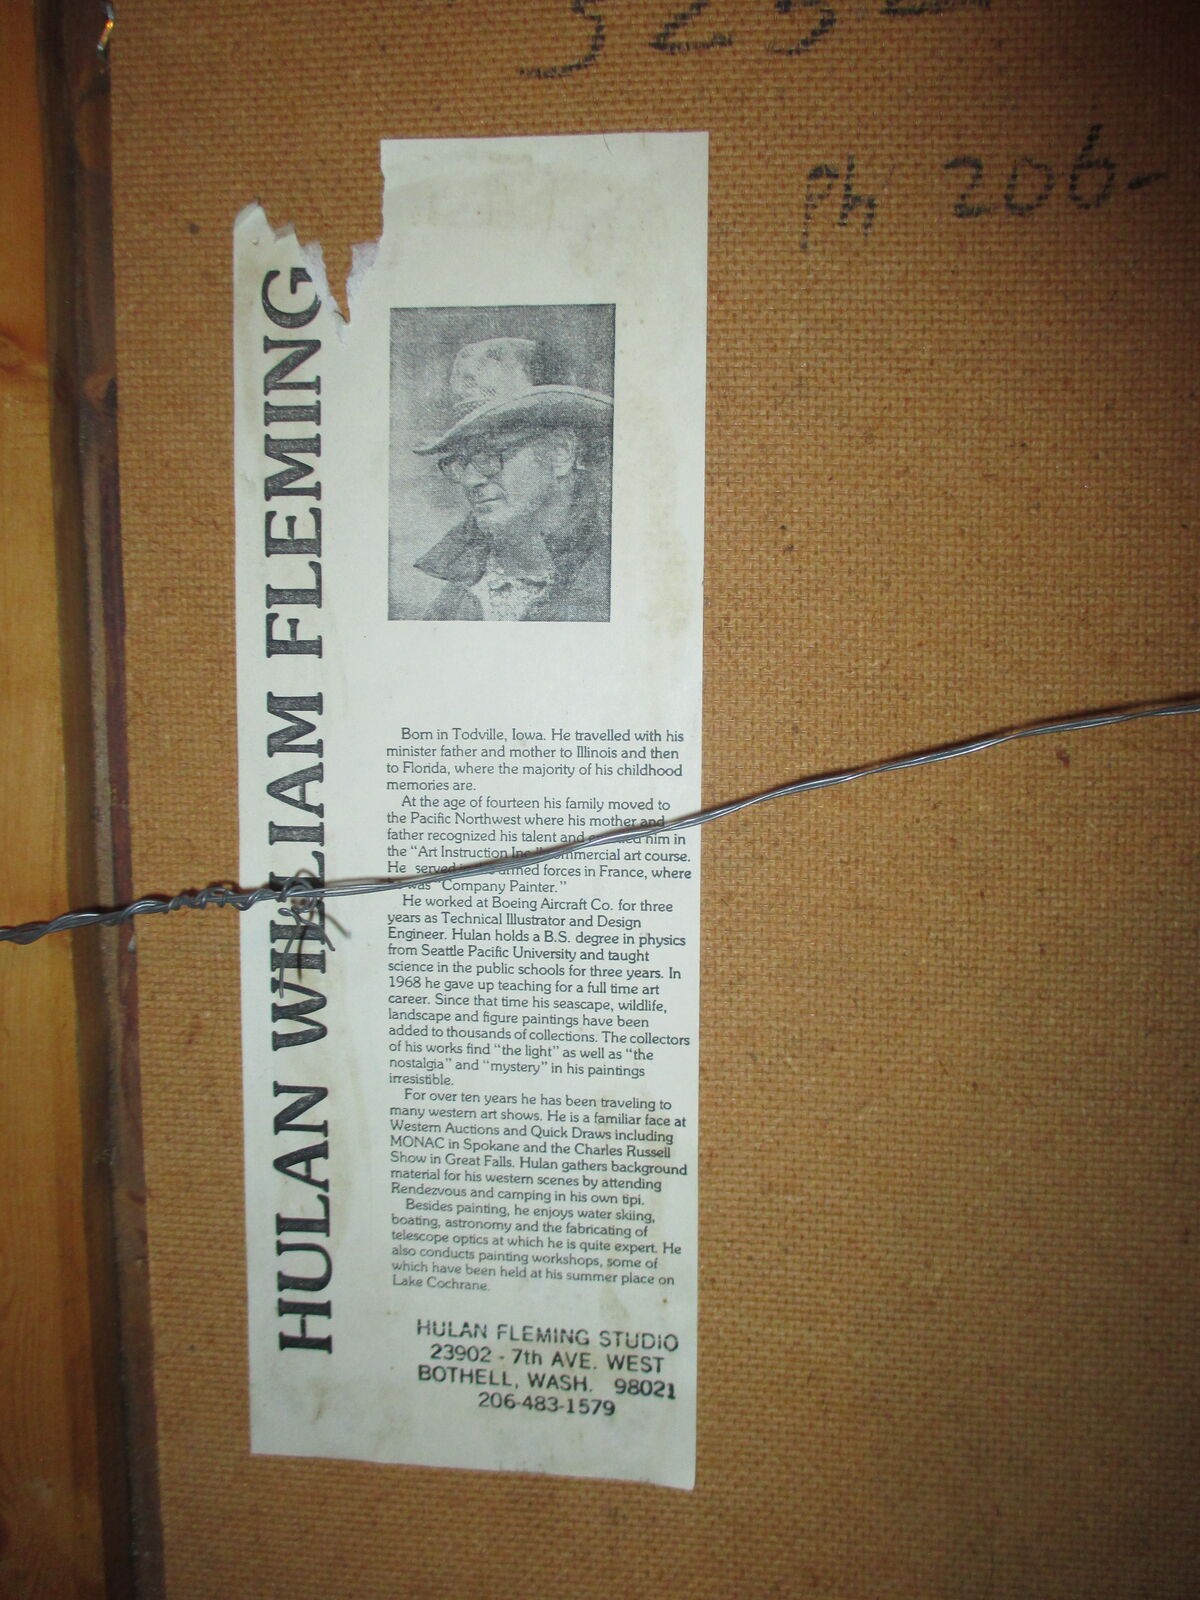 Ph 206-
HULAN WILLIAM FLEMING
Born in Todville, Iowa. He travelled with his
minister father and mother to Illinois and then
to Florida, where the majority of his childhood
memories are.
At the age of fourteen his family moved to
the Pacific Northwest where his mother and
father recognized his talent and him in
the "Art Instruction Inc." commercial art course.
He served in the armed forces in France, where
he was "Company Painter."
He worked at Boeing Aircraft Co. for three
years as Technical Illustrator and Design
Engineer. Hulan holds a B.S. degree in physics
from Seattle Pacific University and taught
science in the public schools for three years. In
1968 he gave up teaching for a full time art
career. Since that time his seascape, wildlife,
landscape and figure paintings have been
added to thousands of collections. The collectors
of his works find "the light" as well as "the
nostalgia" and "mystery" in his paintings
irresistible.
For over ten years he has been traveling to
many western art shows. He is a familiar face at
Western Auctions and Quick Draws including
MONAC in Spokane and the Charles Russell
Show in Great Falls. Hulan gathers background
material for his western scenes by attending
Rendezvous and camping in his own tipi.
Besides painting, he enjoys water skiing,
boating, astronomy and the fabricating of
telescope optics at which he is quite expert. He
also conducts painting workshops, some of
which have been held at his summer place on
Lake Cochrane.
HULAN FLEMING STUDIO
23902 - 7th AVE. WEST
BOTHELL, WASH. 98021
206-483-1579